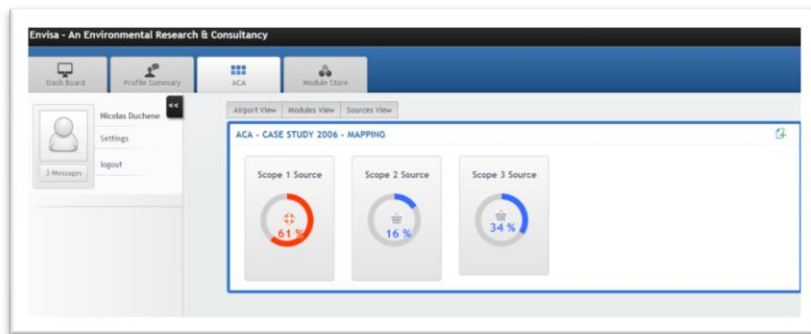 Envisa - An Environmental Research & Consultancy
Dash Board
Profile Summary
ACA
Module Store
<<
Nicolas Duchene
Settings
logout
3 Messages
Airport View
Modules View
Sources View
ACA - CASE STUDY 2006 - MAPPING
Scope 1 Source
61 %
Scope 2 Source
16 %
Scope 3 Source
34 %